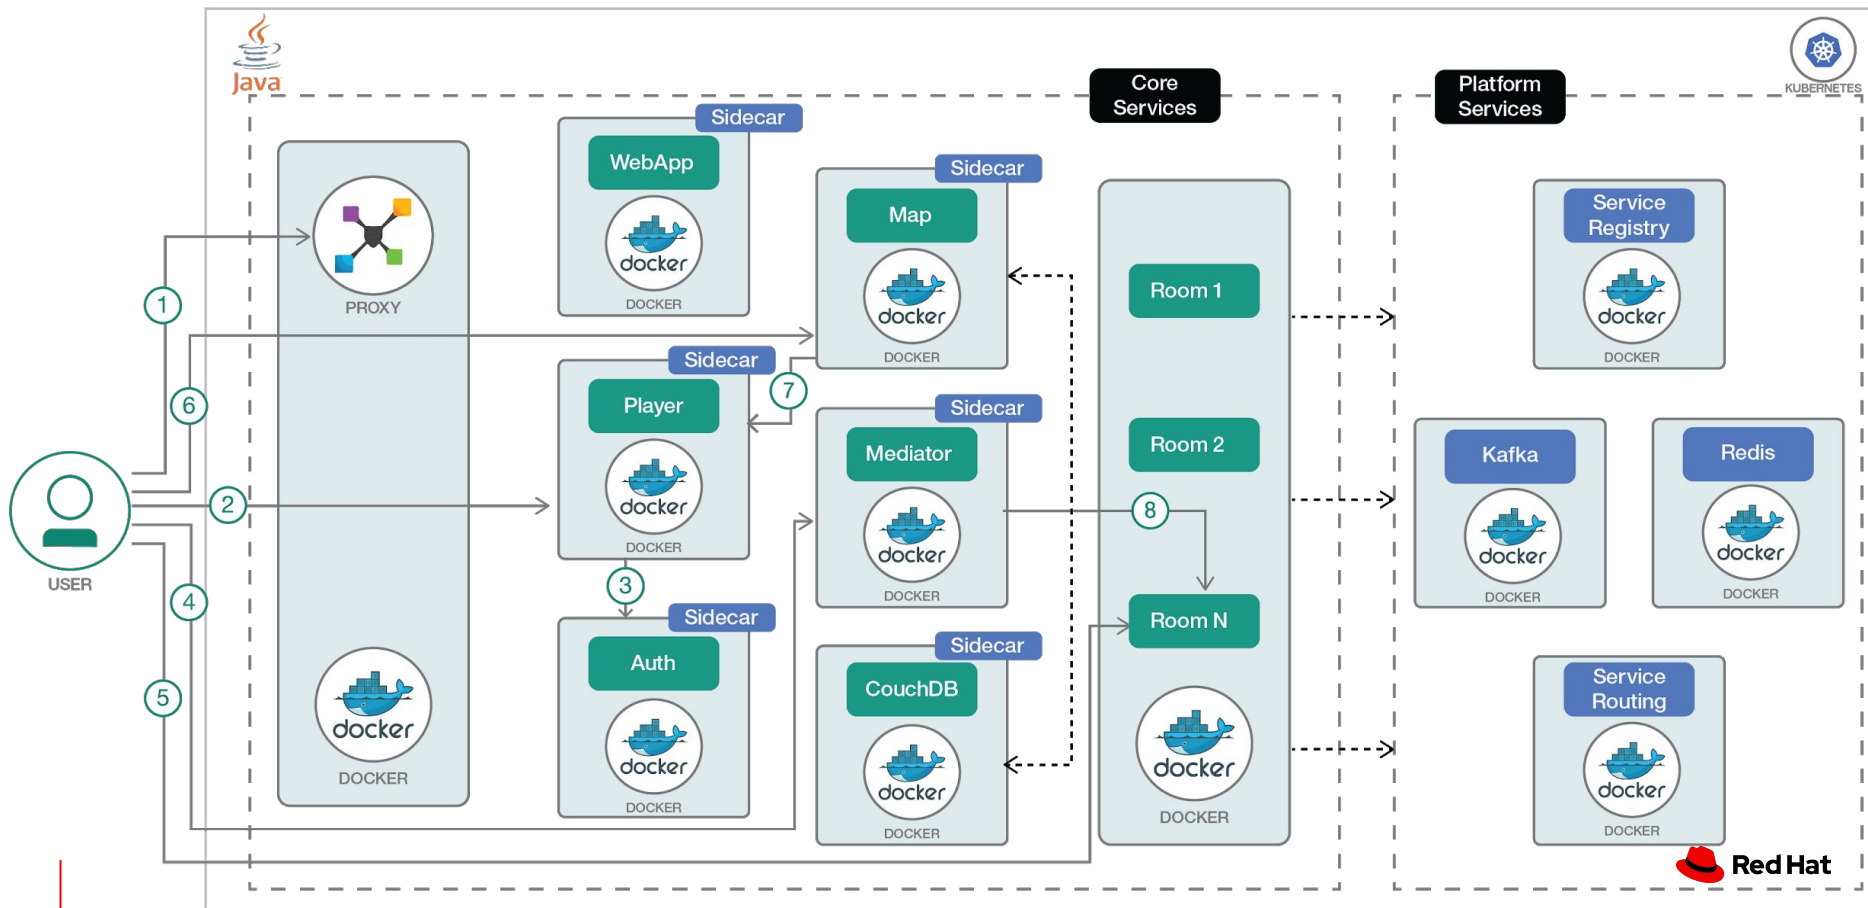 Java
KUBERNETES
Core
Services
Platform
Services
Sidecar
WebApp
docker
DOCKER
PROXY
docker
DOCKER
Sidecar
Map
docker
DOCKER
Sidecar
Player
docker
DOCKER
Sidecar
Mediator
docker
DOCKER
Sidecar
Auth
docker
DOCKER
Sidecar
CouchDB
docker
DOCKER
Room 1
Room 2
Room N
docker
DOCKER
Service
Registry
docker
DOCKER
Kafka
docker
DOCKER
Redis
docker
DOCKER
Service
Routing
docker
DOCKER
USER
1
6
2
4
5
3
7
8
Red Hat